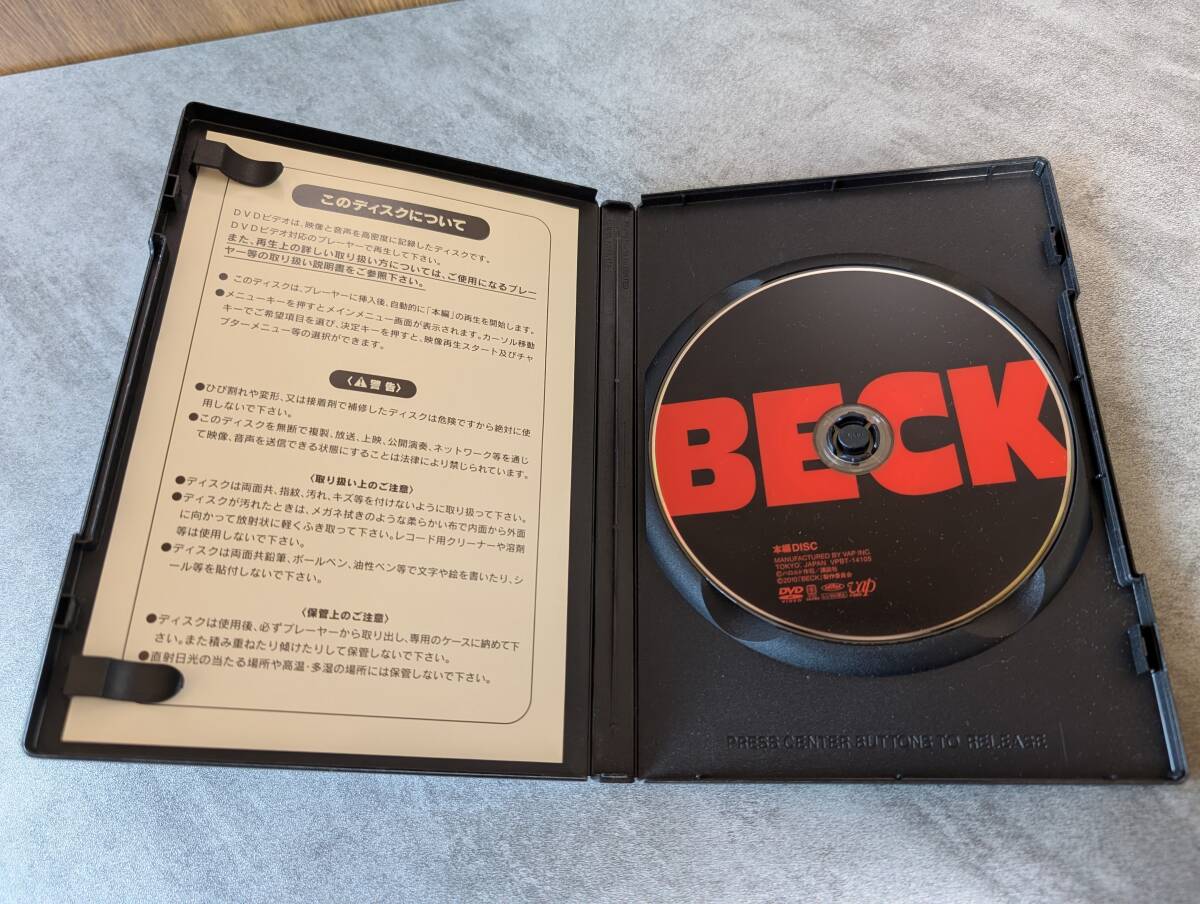 このディスクについて
DVDビデオは、映像と音声を高密度に記録したディスクです。
DVDビデオ対応のプレーヤーで再生して下さい。
また、再生上の詳しい取り扱い方については、ご使用になるプレー
ヤー等の取り扱い説明書をご参照下さい。
● このディスクは、プレーヤーに挿入後、自動的に「本編」の再生を開始します。
●メニューキーを押すとメインメニュー画面が表示されます。カーソル移動
キーでご希望項目を選び、決定キーを押すと、映像再生スタート及びチャ
プターメニュー等の選択ができます。
〈⚠警告〉
●ひび割れや変形、又は接着剤で補修したディスクは危険ですから絶対に使
用しないで下さい。
●このディスクを無断で複製、放送、上映、公開演奏、ネットワーク等を通じ
て映像、音声を送信できる状態にすることは法律により禁じられています。
〈取り扱い上のご注意〉
●ディスクは両面共、指紋、汚れ、キズ等を付けないように取り扱って下さい。
●ディスクが汚れたときは、メガネ拭きのような柔らかい布で内面から外面
に向かって放射状に軽くふき取って下さい。レコード用クリーナーや溶剤
等は使用しないで下さい。
●ディスクは両面共鉛筆、ボールペン、油性ペン等で文字や絵を書いたり、シ
ール等を貼付しないで下さい。
〈保管上のご注意〉
●ディスクは使用後、必ずプレーヤーから取り出し、専用のケースに納めて下
さい。また積み重ねたり傾けたりして保管しないで下さい。
●直射日光の当たる場所や高温・多湿の場所には保管しないで下さい。
BECK
本編DISC
MANUFACTURED BY VAP INC.
TOKYO, JAPAN VPBT-14105
©ハロルド作石／講談社
©2010「BECK」製作委員会
DVD
VIDEO
vap
PRESS CENTER BUTTONS TO RELEASE